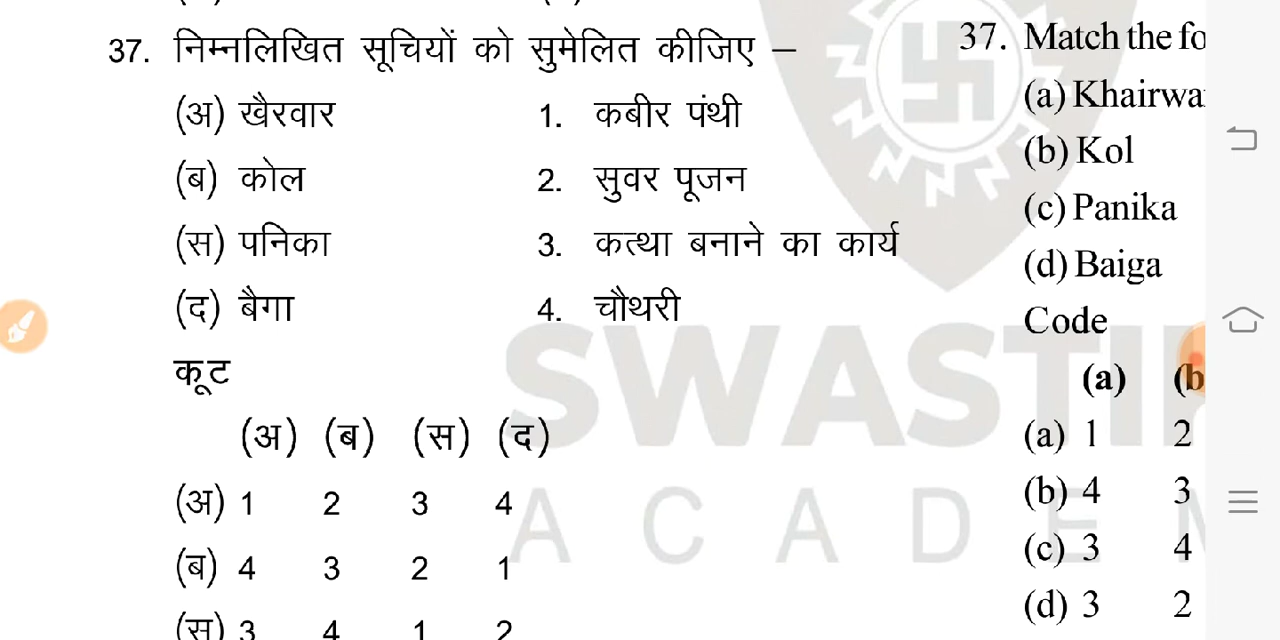 37. निम्नलिखित सूचियों को सुमेलित कीजिए –
(अ) खैरवार 1. कबीर पंथी
(ब) कोल 2. सुवर पूजन
(स) पनिका 3. कत्था बनाने का कार्य
(द) बैगा 4. चौथरी
कूट
(अ) (ब) (स) (द)
(अ) 1 2 3 4
(ब) 4 3 2 1
(स) 3 4 1 2
37. Match the fo
(a) Khairwa
(b) Kol
(c) Panika
(d) Baiga
Code
(a) (b
(a) 1 2
(b) 4 3
(c) 3 4
(d) 3 2
SWASTI
ACADEM